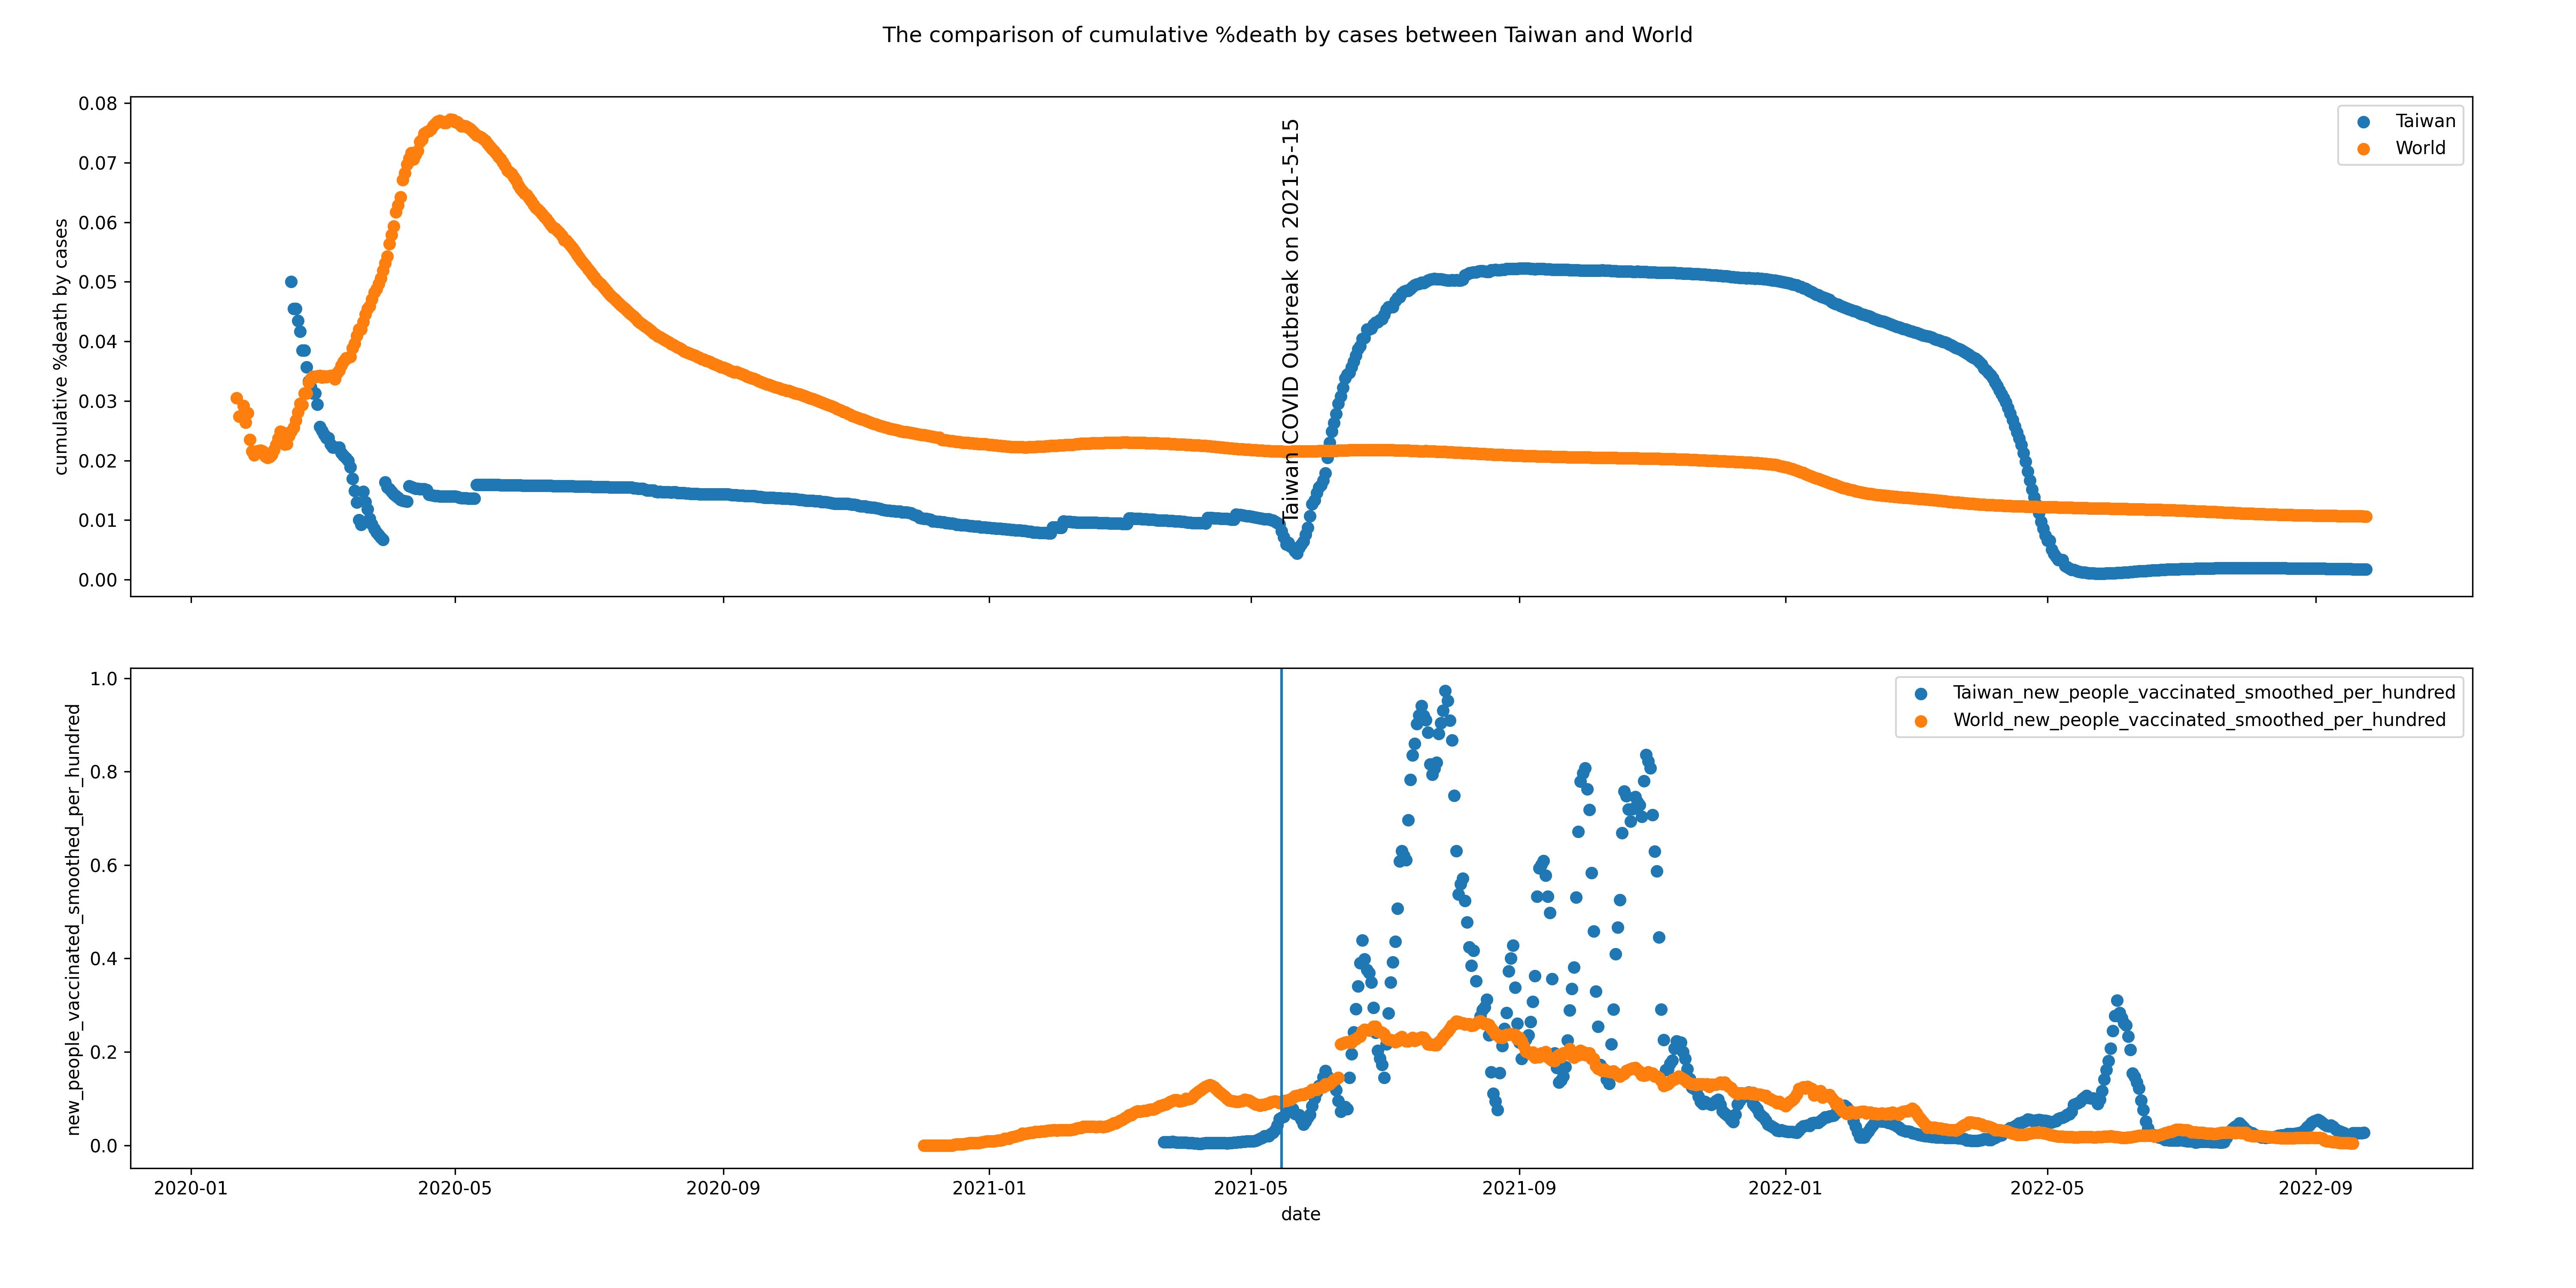 The comparison of cumulative %death by cases between Taiwan and World
cumulative %death by cases
0.08
0.07
0.06
0.05
0.04
0.03
0.02
0.01
0.00
Taiwan COVID Outbreak on 2021-5-15
Taiwan
World
new_people_vaccinated_smoothed_per_hundred
1.0
0.8
0.6
0.4
0.2
0.0
Taiwan_new_people_vaccinated_smoothed_per_hundred
World_new_people_vaccinated_smoothed_per_hundred
2020-01 2020-05 2020-09 2021-01 2021-05 2021-09 2022-01 2022-05 2022-09
date